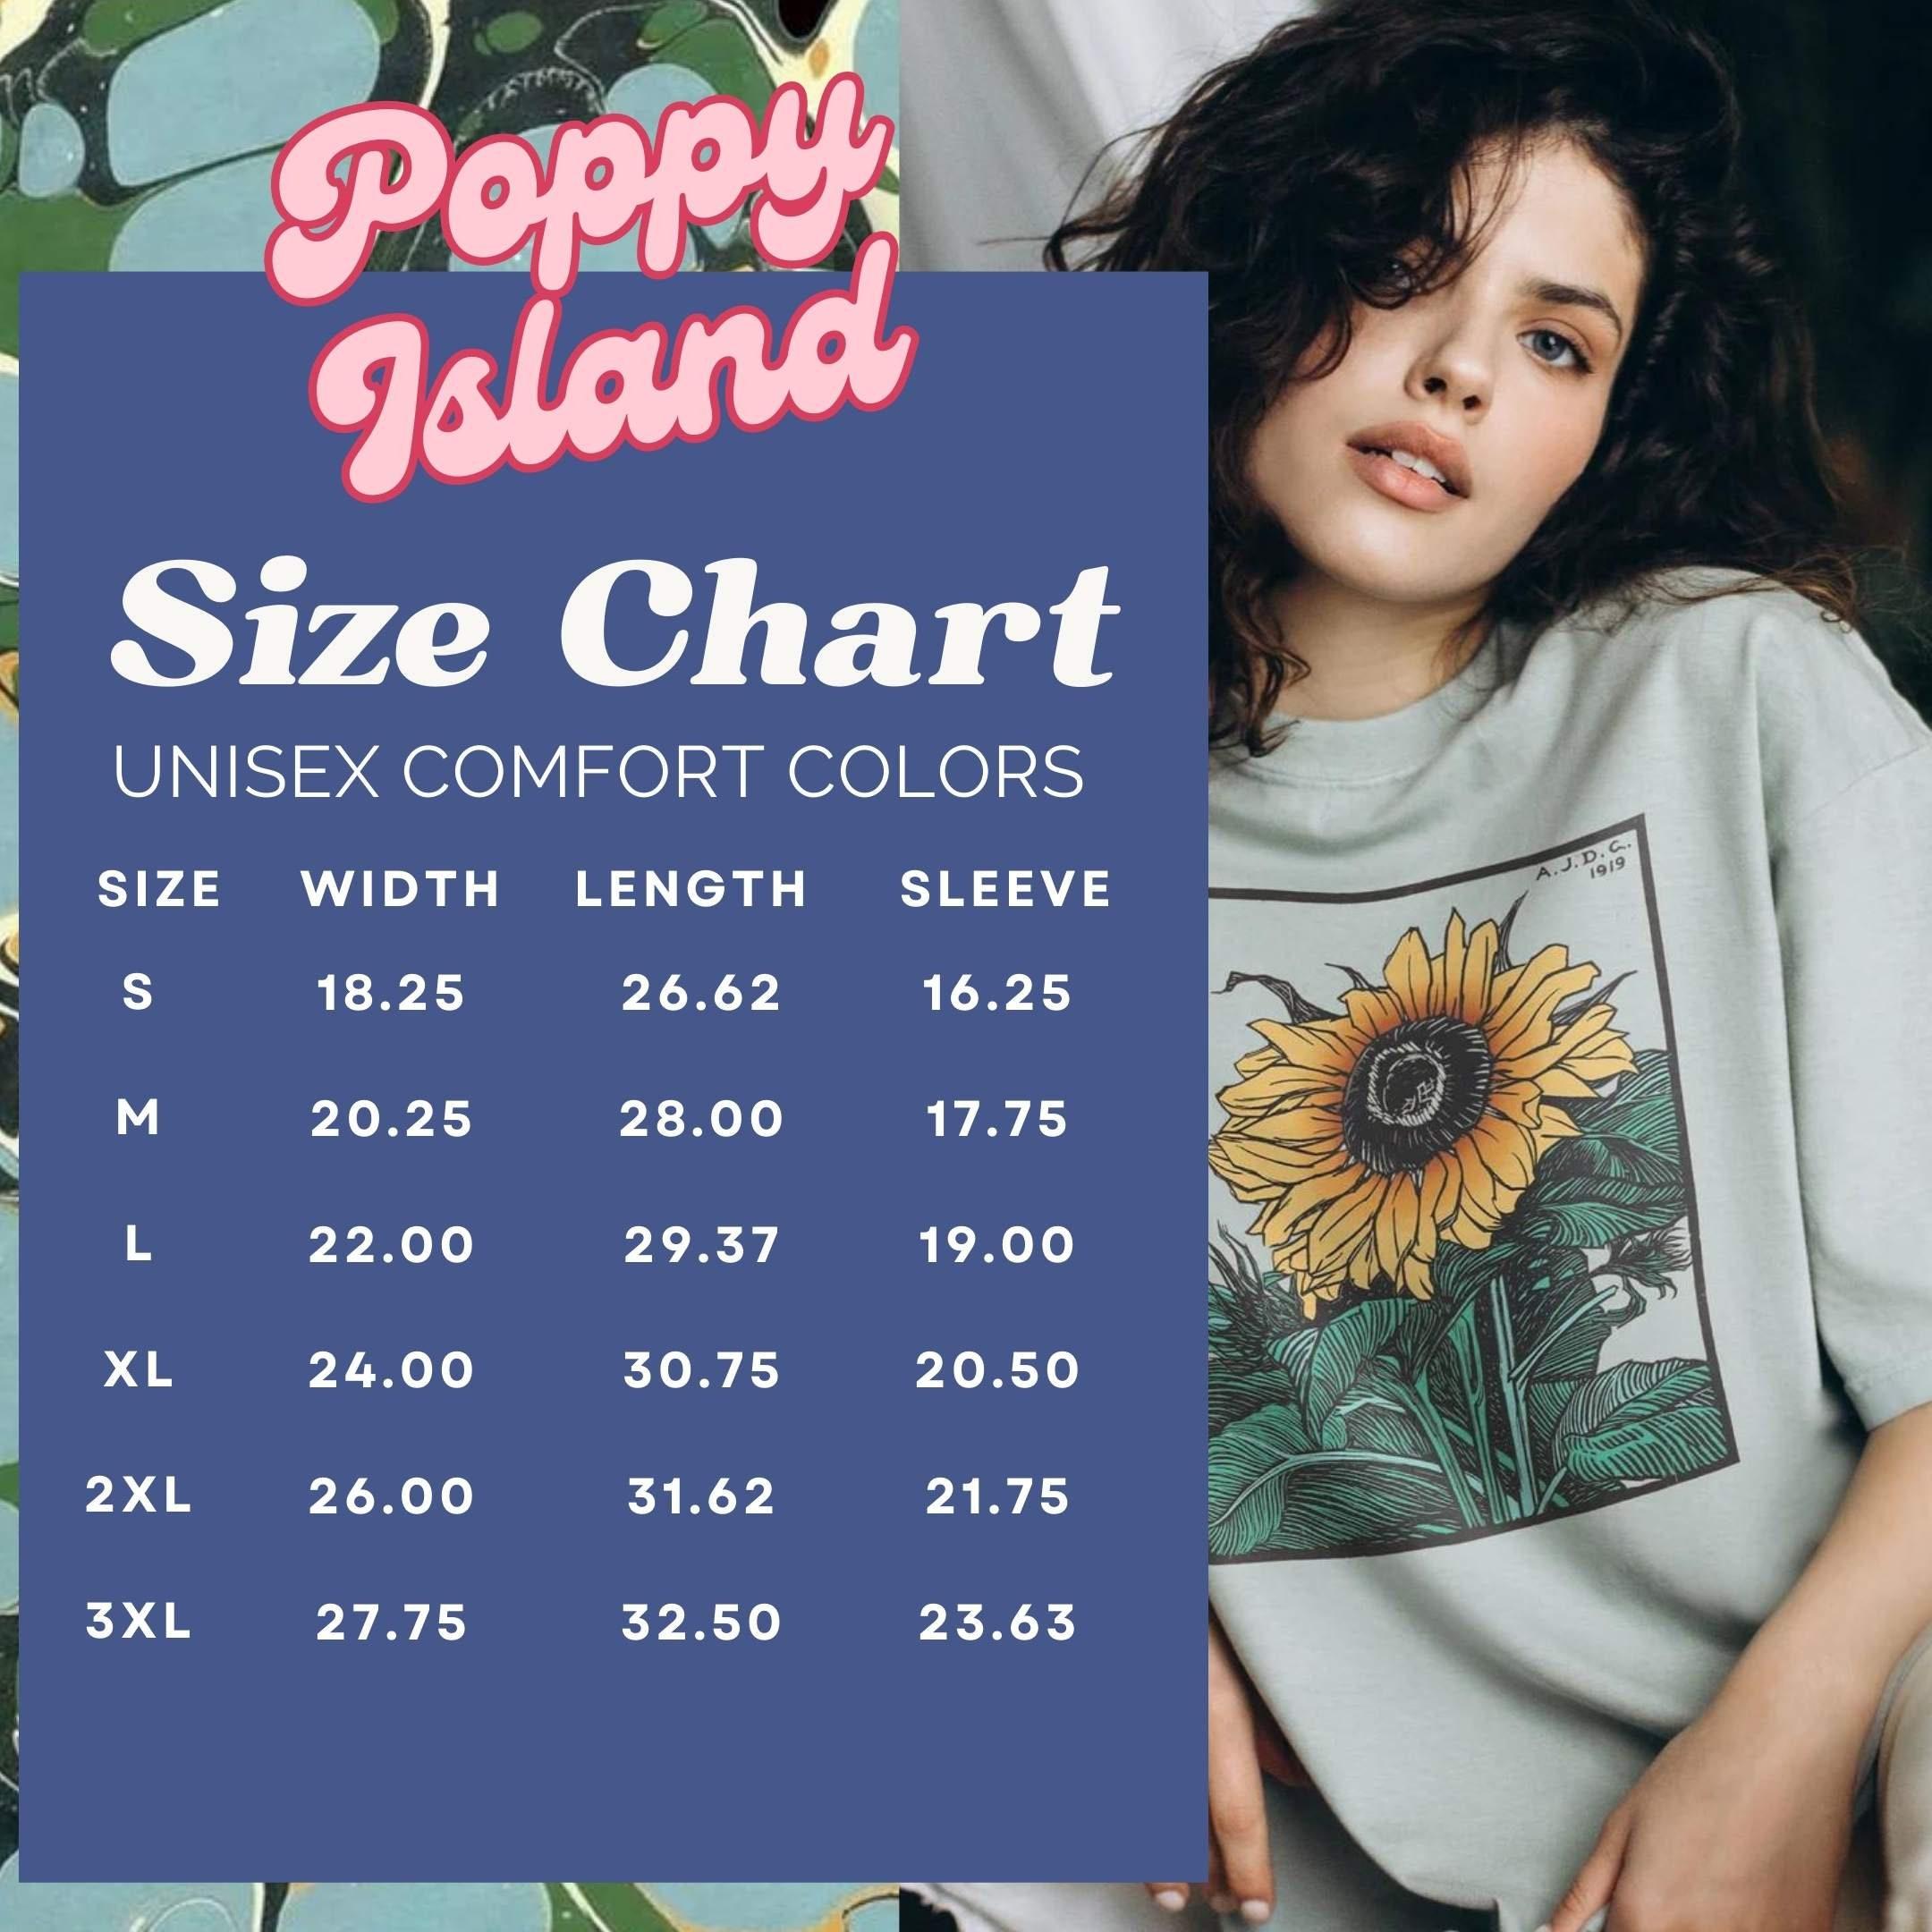 Poppy
Island
Size Chart
UNISEX COMFORT COLORS
SIZE WIDTH LENGTH SLEEVE
S 18.25 26.62 16.25
M 20.25 28.00 17.75
L 22.00 29.37 19.00
XL 24.00 30.75 20.50
2XL 26.00 31.62 21.75
3XL 27.75 32.50 23.63
A.J.D.G.
1919